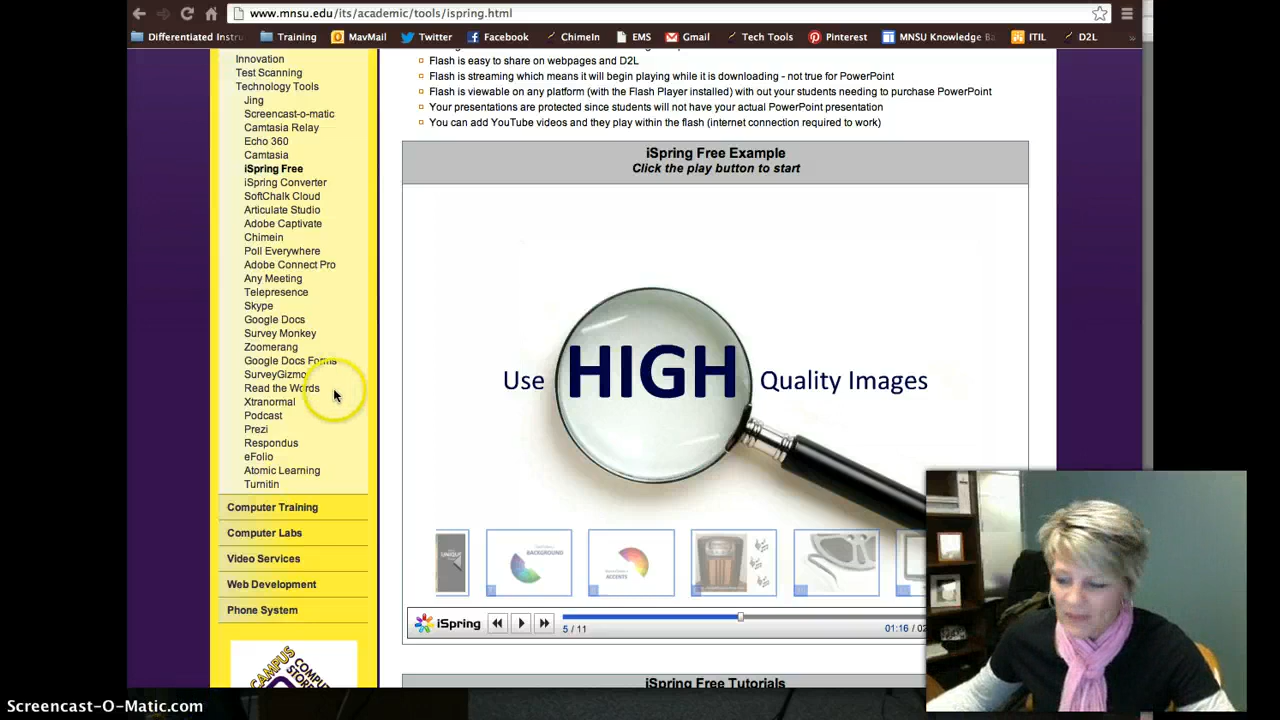 www.mnsu.edu/its/academic/tools/ispring.html
Differentiated Instru
Training
MavMail
Twitter
Facebook
ChimeIn
EMS
Gmail
Tech Tools
Pinterest
MNSU Knowledge Ba
ITIL
D2L
»
Innovation
Test Scanning
Technology Tools
Jing
Screencast-o-matic
Camtasia Relay
Echo 360
Camtasia
iSpring Free
iSpring Converter
SoftChalk Cloud
Articulate Studio
Adobe Captivate
Chimein
Poll Everywhere
Adobe Connect Pro
Any Meeting
Telepresence
Skype
Google Docs
Survey Monkey
Zoomerang
Google Docs Forms
SurveyGizmo
Read the Words
Xtranormal
Podcast
Prezi
Respondus
eFolio
Atomic Learning
Turnitin
Computer Training
Computer Labs
Video Services
Web Development
Phone System
CAMPUS
COMPUTER
Flash is easy to share on webpages and D2L
Flash is streaming which means it will begin playing while it is downloading - not true for PowerPoint
Flash is viewable on any platform (with the Flash Player installed) with out your students needing to purchase PowerPoint
Your presentations are protected since students will not have your actual PowerPoint presentation
You can add YouTube videos and they play within the flash (internet connection required to work)
iSpring Free Example
Click the play button to start
Use HIGH Quality Images
BACKGROUND
ACCENTS
iSpring
5 / 11
01:16 / 02
iSpring Free Tutorials
Screencast-O-Matic.com